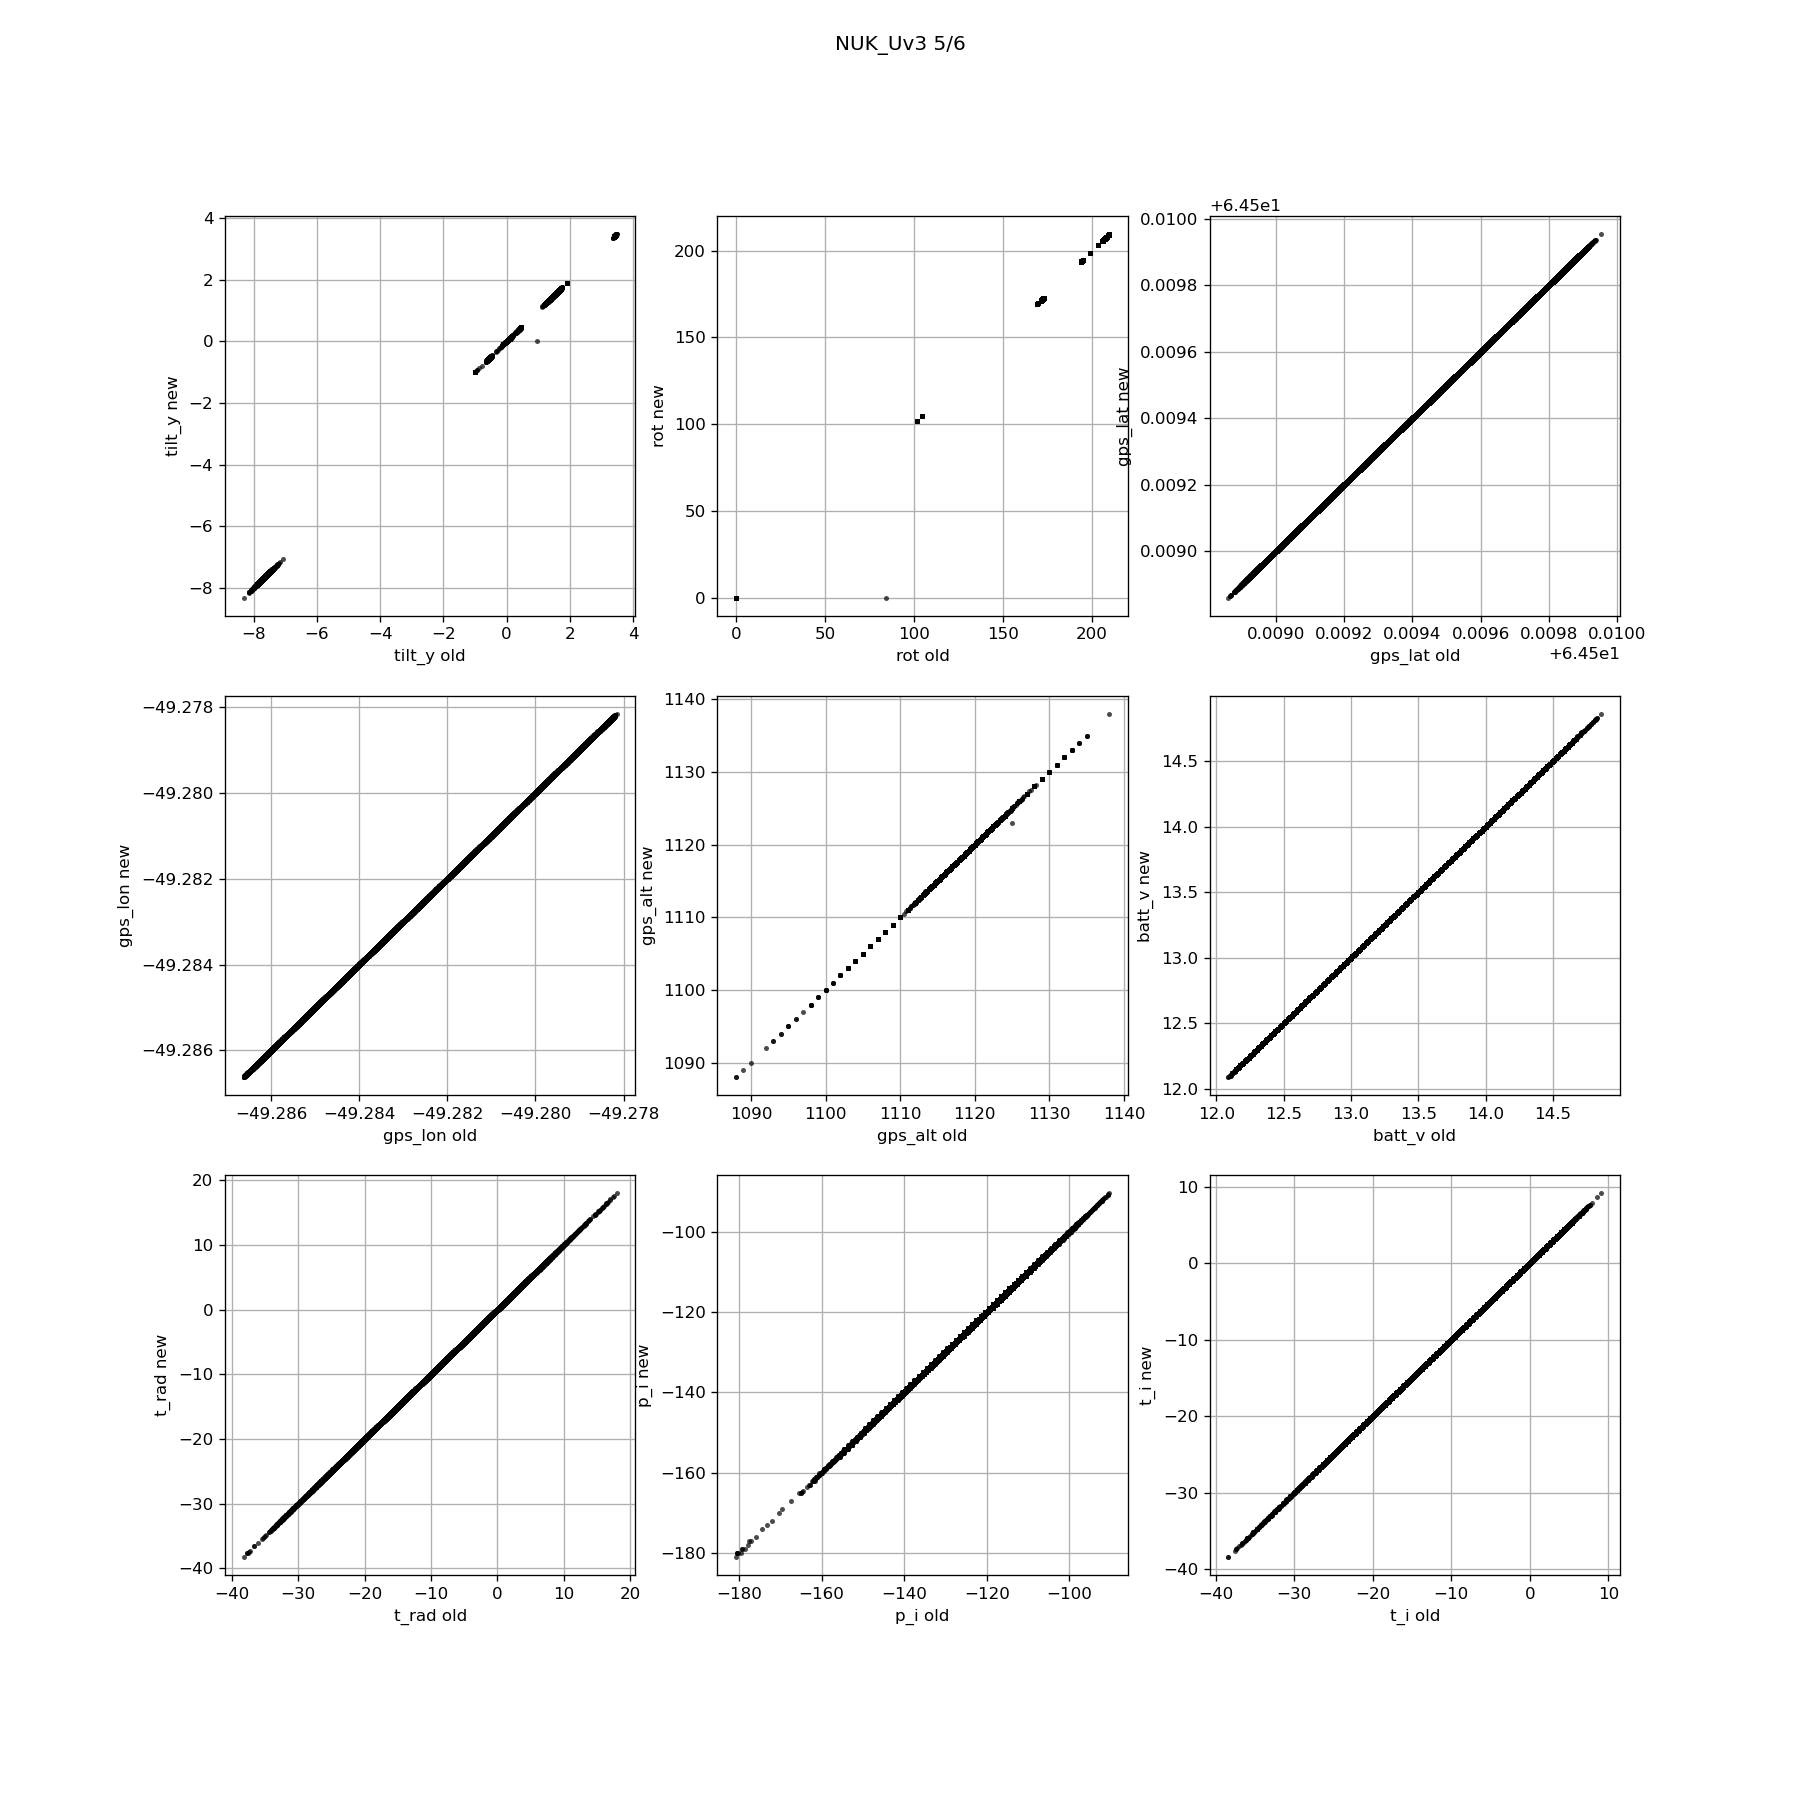 NUK_Uv3 5/6
+6.45e1
4
2
0
−2
−4
−6
−8
tilt_y new
−8 −6 −4 −2 0 2 4
tilt_y old
200
150
100
50
0
rot new
0 50 100 150 200
rot old
0.0100
0.0098
0.0096
0.0094
0.0092
0.0090
gps_lat new
0.0090 0.0092 0.0094 0.0096 0.0098 0.0100
gps_lat old
+6.45e1
−49.278
−49.280
−49.282
−49.284
−49.286
gps_lon new
−49.286 −49.284 −49.282 −49.280 −49.278
gps_lon old
1140
1130
1120
1110
1100
1090
gps_alt new
1090 1100 1110 1120 1130 1140
gps_alt old
14.5
14.0
13.5
13.0
12.5
12.0
batt_v new
12.0 12.5 13.0 13.5 14.0 14.5
batt_v old
20
10
0
−10
−20
−30
−40
t_rad new
−40 −30 −20 −10 0 10 20
t_rad old
−100
−120
−140
−160
−180
p_i new
−180 −160 −140 −120 −100
p_i old
10
0
−10
−20
−30
−40
t_i new
−40 −30 −20 −10 0 10
t_i old